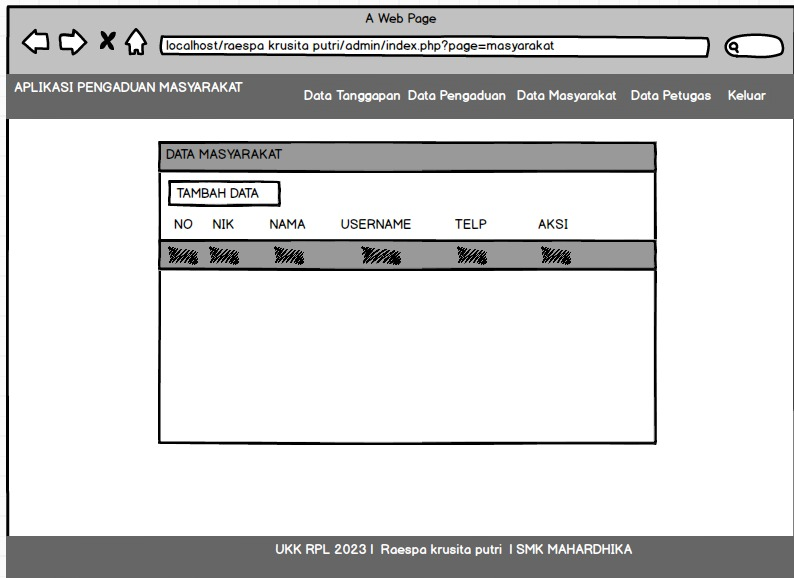 A Web Page
localhost/raespa krusita putri/admin/index.php?page=masyarakat
APLIKASI PENGADUAN MASYARAKAT
Data Tanggapan Data Pengaduan Data Masyarakat Data Petugas Keluar
DATA MASYARAKAT
TAMBAH DATA
NO NIK NAMA USERNAME TELP AKSI
UKK RPL 2023 | Raespa krusita putri | SMK MAHARDHIKA